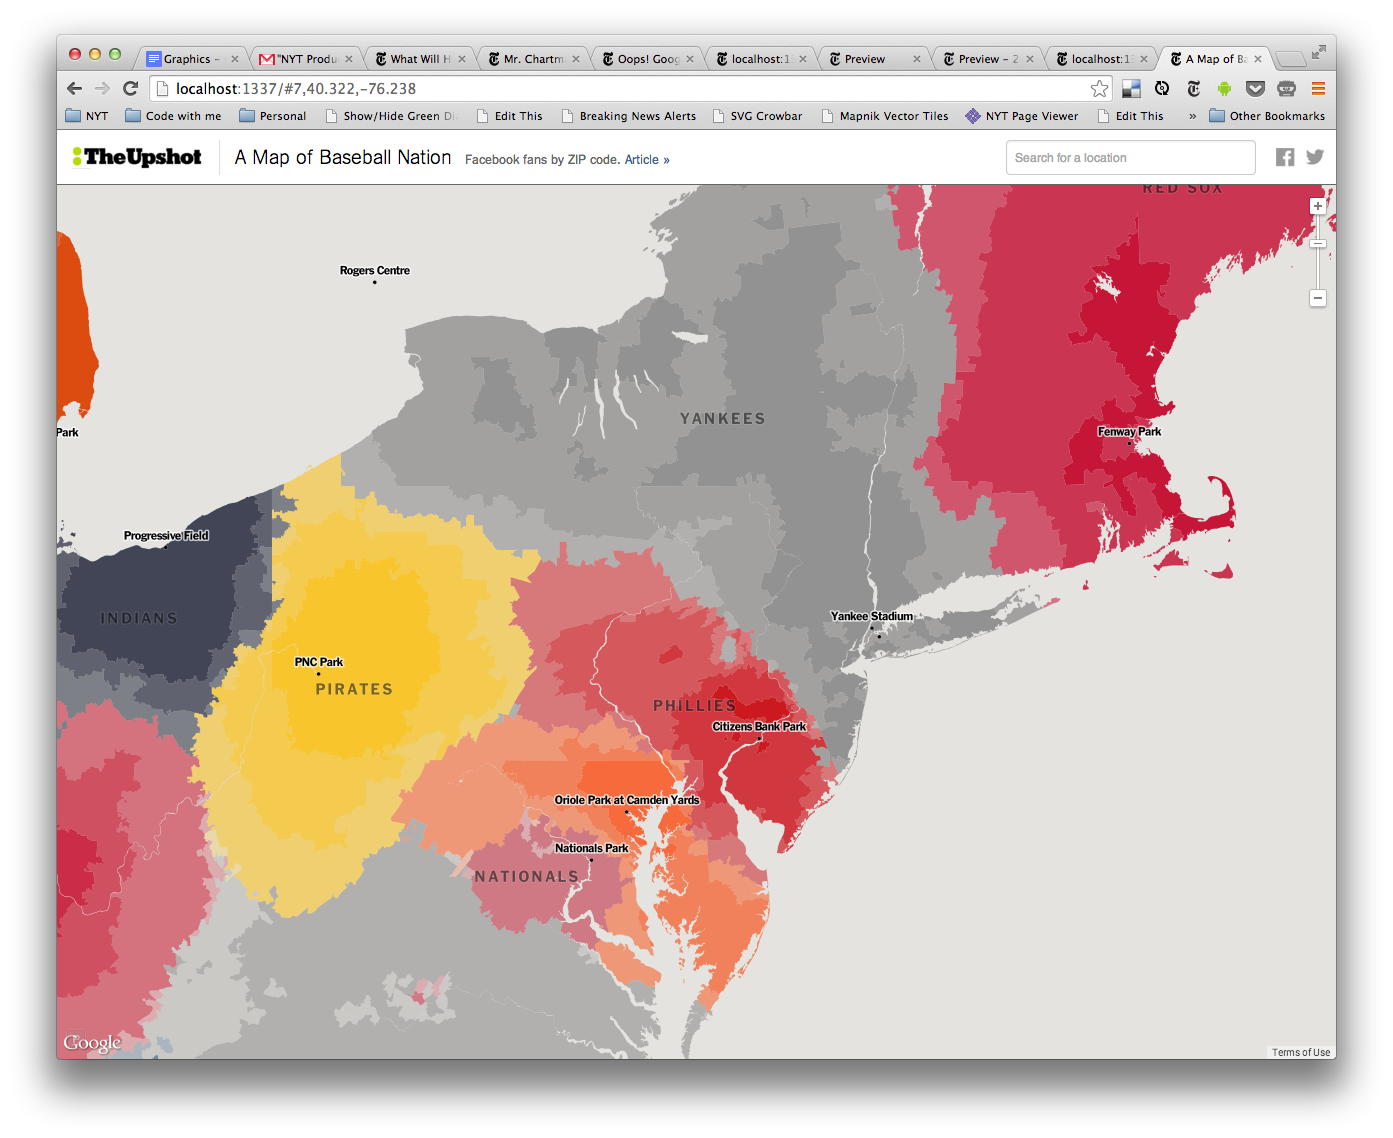 Graphics –
"NYT Produ
What Will H
Mr. Chartm
Oops! Goog
localhost:13
Preview
Preview – 2
localhost:13
A Map of Ba
localhost:1337/#7,40.322,-76.238
NYT
Code with me
Personal
Show/Hide Green Di
Edit This
Breaking News Alerts
SVG Crowbar
Mapnik Vector Tiles
NYT Page Viewer
Edit This
»
Other Bookmarks
TheUpshot
A Map of Baseball Nation
Facebook fans by ZIP code. Article »
Search for a location
RED SOX
Rogers Centre
YANKEES
Park
Fenway Park
Progressive Field
INDIANS
Yankee Stadium
PNC Park
PIRATES
PHILLIES
Citizens Bank Park
Oriole Park at Camden Yards
Nationals Park
NATIONALS
Google
Terms of Use